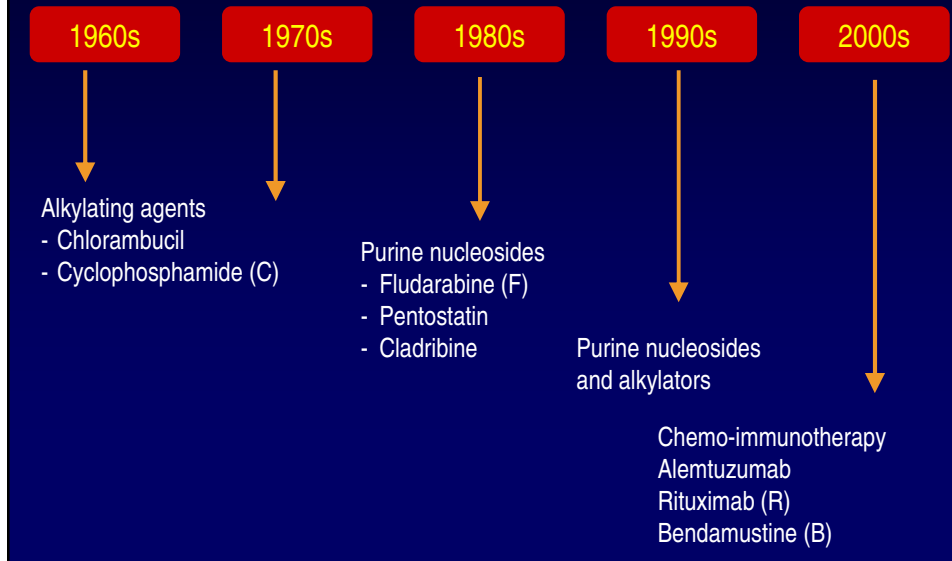 1960s
1970s
1980s
1990s
2000s
Alkylating agents
- Chlorambucil
- Cyclophosphamide (C)
Purine nucleosides
- Fludarabine (F)
- Pentostatin
- Cladribine
Purine nucleosides
and alkylators
Chemo-immunotherapy
Alemtuzumab
Rituximab (R)
Bendamustine (B)